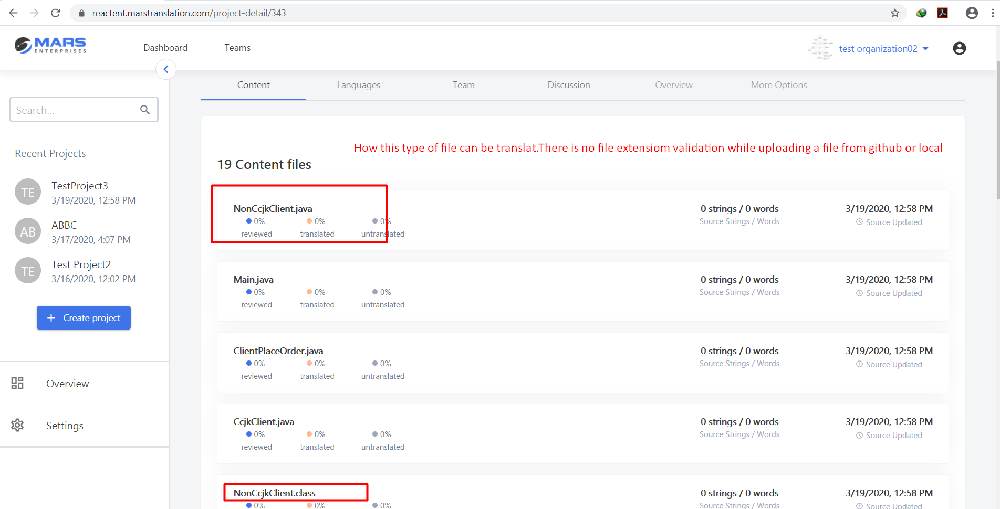 reactent.marstranslation.com/project-detail/343
MARS
ENTERPRISES
Dashboard
Teams
test organization02
Content
Languages
Team
Discussion
Overview
More Options
Search...
Recent Projects
TE
TestProject3
3/19/2020, 12:58 PM
AB
ABBC
3/17/2020, 4:07 PM
TE
Test Project2
3/16/2020, 12:02 PM
+ Create project
Overview
Settings
How this type of file can be translat.There is no file extensiom validation while uploading a file from github or local
19 Content files
NonCcjkClient.java
0% 0% 0%
reviewed translated untranslated
0 strings / 0 words
Source Strings / Words
3/19/2020, 12:58 PM
Source Updated
Main.java
0% 0% 0%
reviewed translated untranslated
0 strings / 0 words
Source Strings / Words
3/19/2020, 12:58 PM
Source Updated
ClientPlaceOrder.java
0% 0% 0%
reviewed translated untranslated
0 strings / 0 words
Source Strings / Words
3/19/2020, 12:58 PM
Source Updated
CcjkClient.java
0% 0% 0%
reviewed translated untranslated
0 strings / 0 words
Source Strings / Words
3/19/2020, 12:58 PM
Source Updated
NonCcjkClient.class
0% 0% 0%
0 strings / 0 words
Source Strings / Words
3/19/2020, 12:58 PM
Source Updated